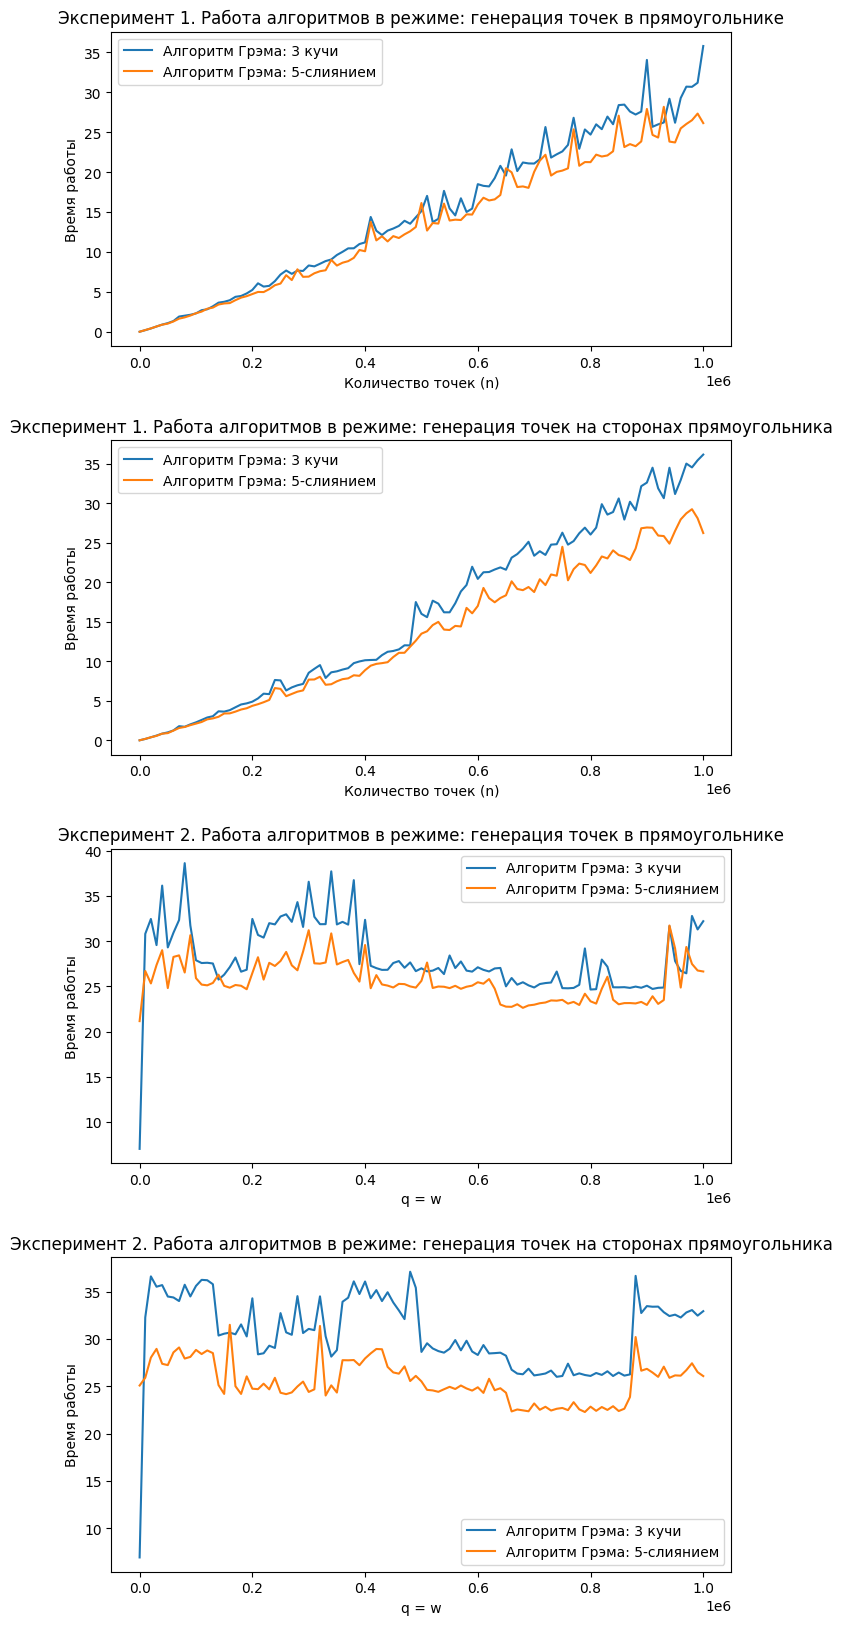 Эксперимент 1. Работа алгоритмов в режиме: генерация точек в прямоугольнике
Алгоритм Грэма: 3 кучи
Алгоритм Грэма: 5-слиянием
Время работы
35
30
25
20
15
10
5
0
0.0 0.2 0.4 0.6 0.8 1.0
1e6
Количество точек (n)
Эксперимент 1. Работа алгоритмов в режиме: генерация точек на сторонах прямоугольника
Алгоритм Грэма: 3 кучи
Алгоритм Грэма: 5-слиянием
Время работы
35
30
25
20
15
10
5
0
0.0 0.2 0.4 0.6 0.8 1.0
1e6
Количество точек (n)
Эксперимент 2. Работа алгоритмов в режиме: генерация точек в прямоугольнике
Алгоритм Грэма: 3 кучи
Алгоритм Грэма: 5-слиянием
Время работы
40
35
30
25
20
15
10
0.0 0.2 0.4 0.6 0.8 1.0
1e6
q = w
Эксперимент 2. Работа алгоритмов в режиме: генерация точек на сторонах прямоугольника
Время работы
35
30
25
20
15
10
Алгоритм Грэма: 3 кучи
Алгоритм Грэма: 5-слиянием
0.0 0.2 0.4 0.6 0.8 1.0
1e6
q = w